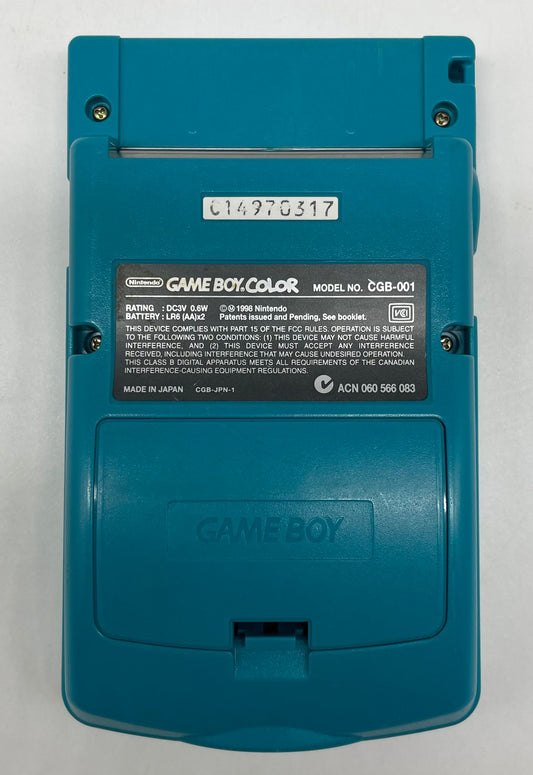 C14970317
Nintendo GAME BOY COLOR MODEL NO. CGB-001
RATING : DC3V 0.6W ©Ⓜ 1998 Nintendo
BATTERY : LR6 (AA)x2 Patents issued and Pending, See booklet.
VCI
THIS DEVICE COMPLIES WITH PART 15 OF THE FCC RULES. OPERATION IS SUBJECT
TO THE FOLLOWING TWO CONDITIONS: (1) THIS DEVICE MAY NOT CAUSE HARMFUL
INTERFERENCE, AND (2) THIS DEVICE MUST ACCEPT ANY INTERFERENCE
RECEIVED, INCLUDING INTERFERENCE THAT MAY CAUSE UNDESIRED OPERATION.
THIS CLASS B DIGITAL APPARATUS MEETS ALL REQUIREMENTS OF THE CANADIAN
INTERFERENCE-CAUSING EQUIPMENT REGULATIONS.
MADE IN JAPAN CGB-JPN-1 ACN 060 566 083
GAME BOY